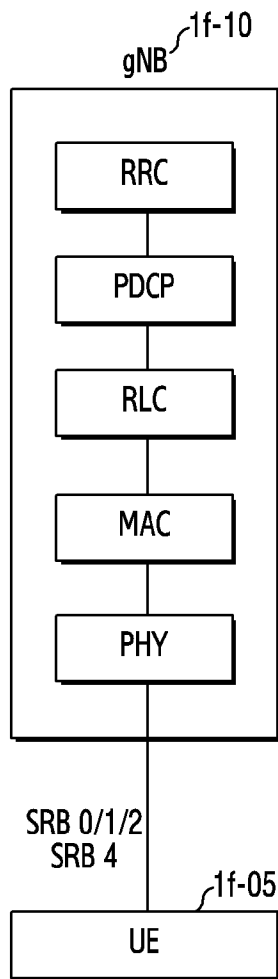 1f-10
gNB
RRC
PDCP
RLC
MAC
PHY
SRB 0/1/2
SRB 4
1f-05
UE